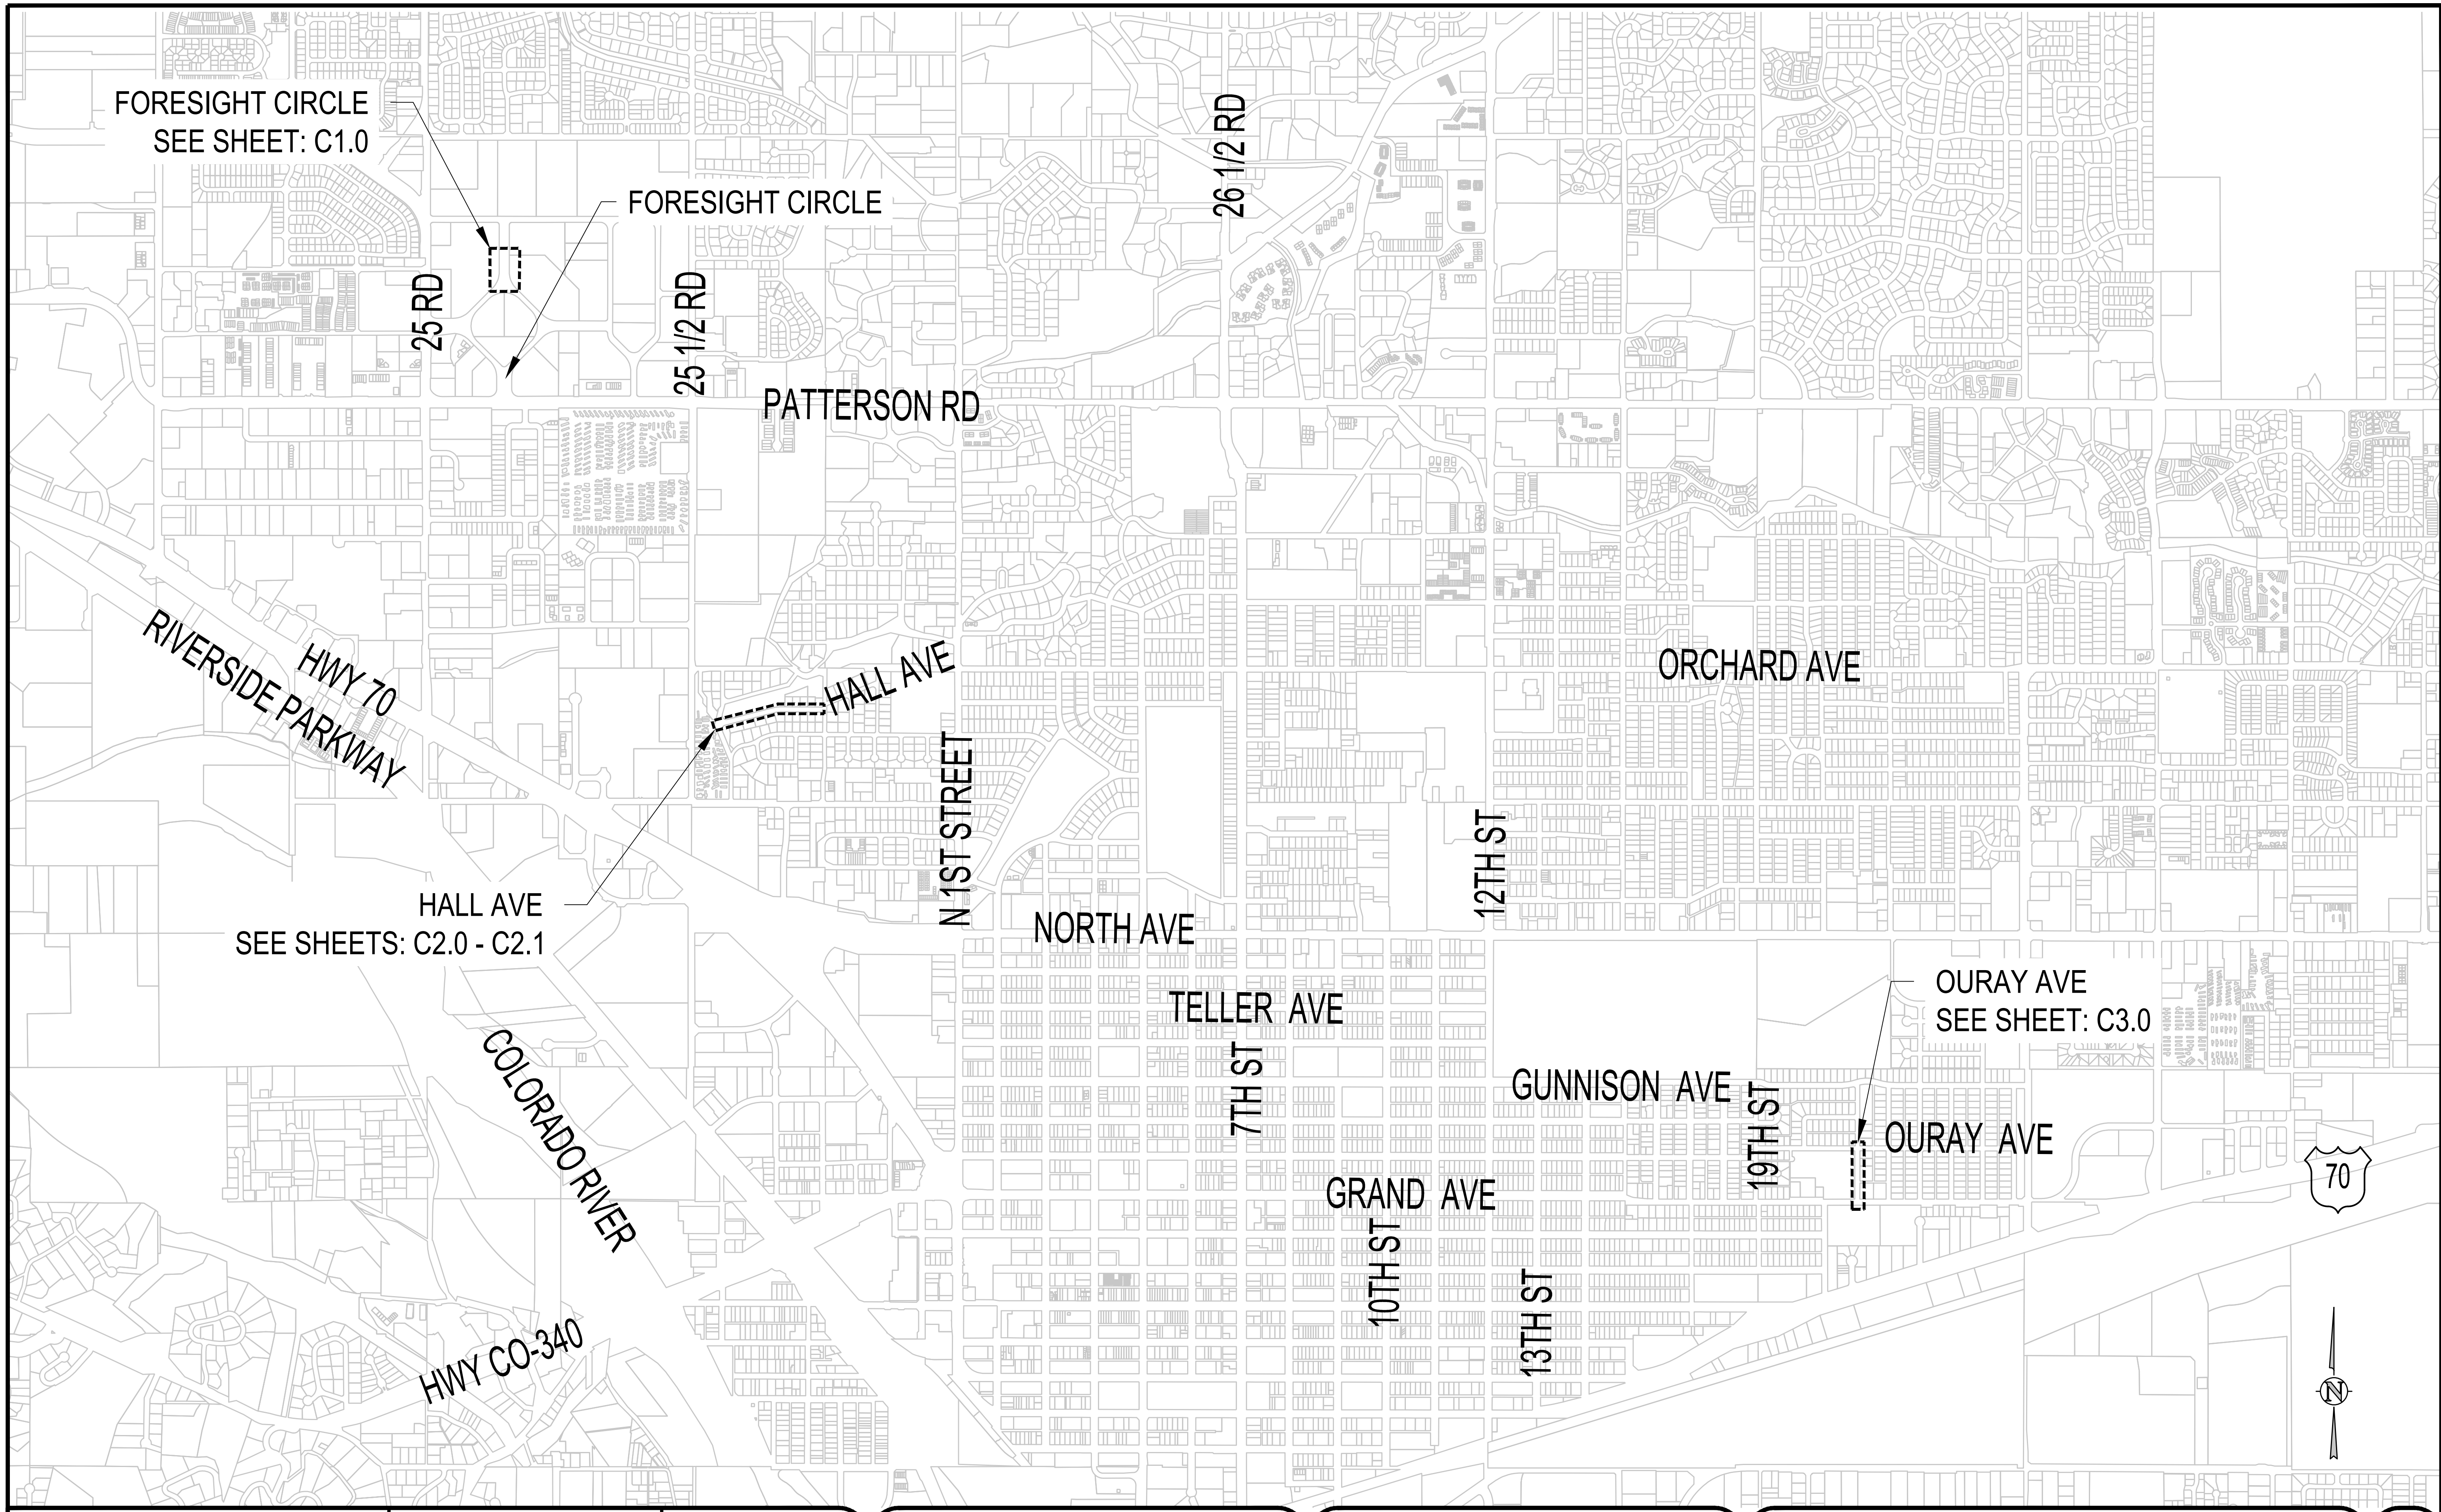 FORESIGHT CIRCLE
SEE SHEET: C1.0
26 1/2 RD
FORESIGHT CIRCLE
25 RD
25 1/2 RD
PATTERSON RD
RIVERSIDE PARKWAY
HWY 70
HALL AVE
ORCHARD AVE
N 1ST STREET
12TH ST
HALL AVE
SEE SHEETS: C2.0 - C2.1
NORTH AVE
TELLER AVE
OURAY AVE
SEE SHEET: C3.0
COLORADO RIVER
7TH ST
GUNNISON AVE
19TH ST
OURAY AVE
70
GRAND AVE
10TH ST
13TH ST
HWY CO-340
N